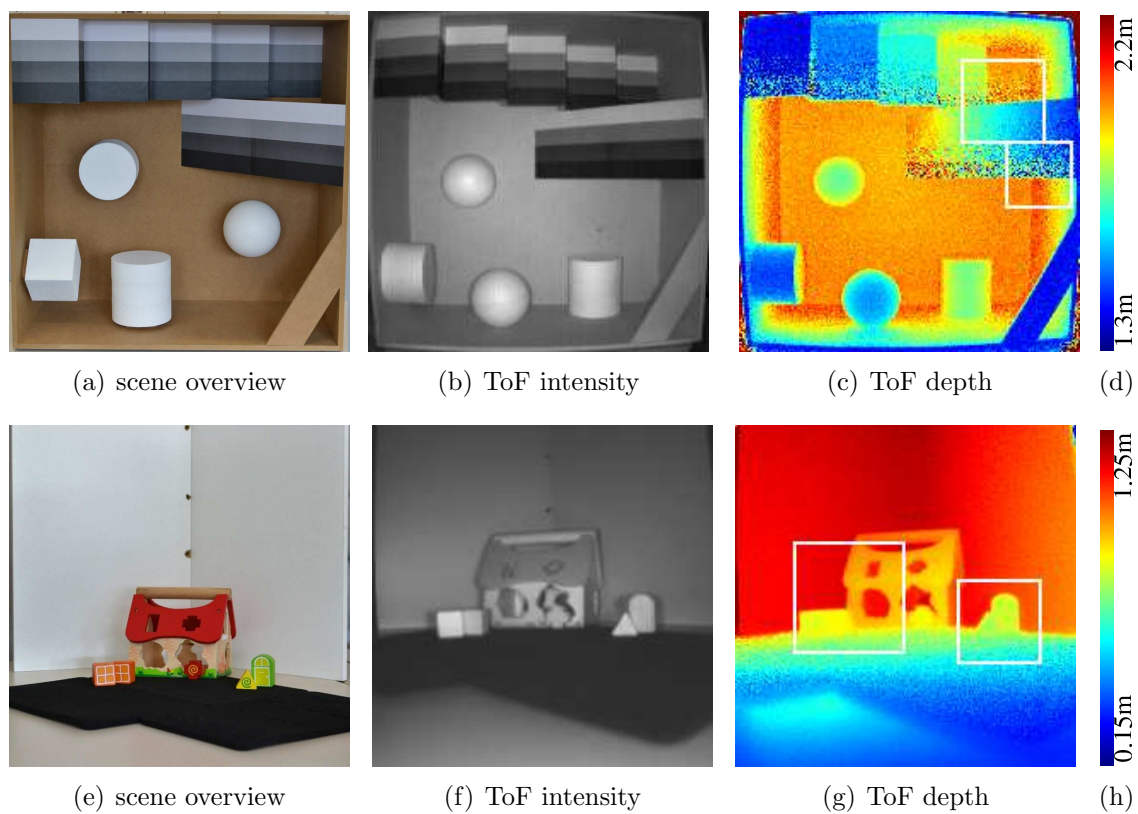 2.2m
1.3m
(a) scene overview
(b) ToF intensity
(c) ToF depth
(d)
1.25m
0.15m
(e) scene overview
(f) ToF intensity
(g) ToF depth
(h)